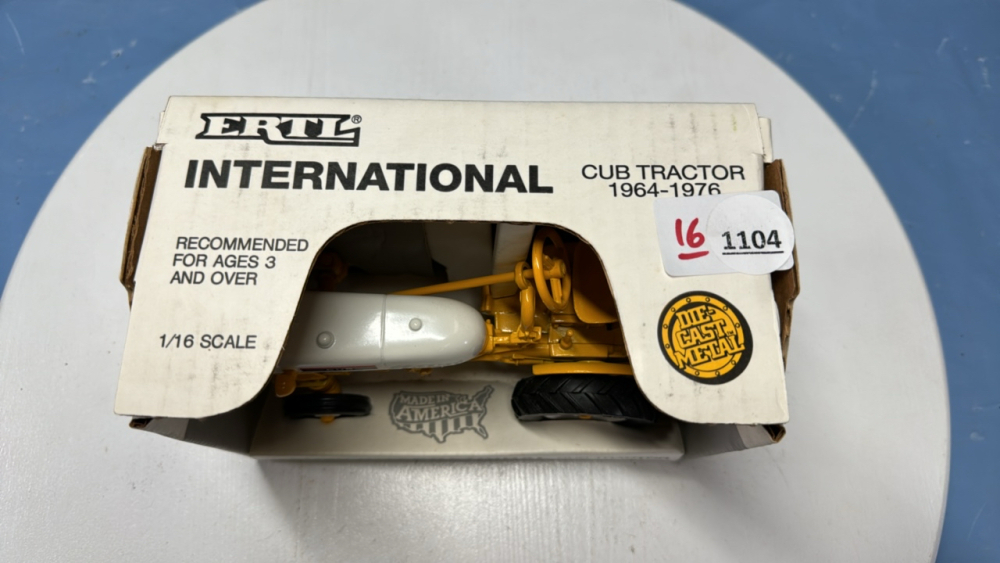 ERTL®
INTERNATIONAL
CUB TRACTOR
1964-1976
16
1104
RECOMMENDED
FOR AGES 3
AND OVER
1/16 SCALE
DIE-
CAST
METAL
MADE IN
AMERICA